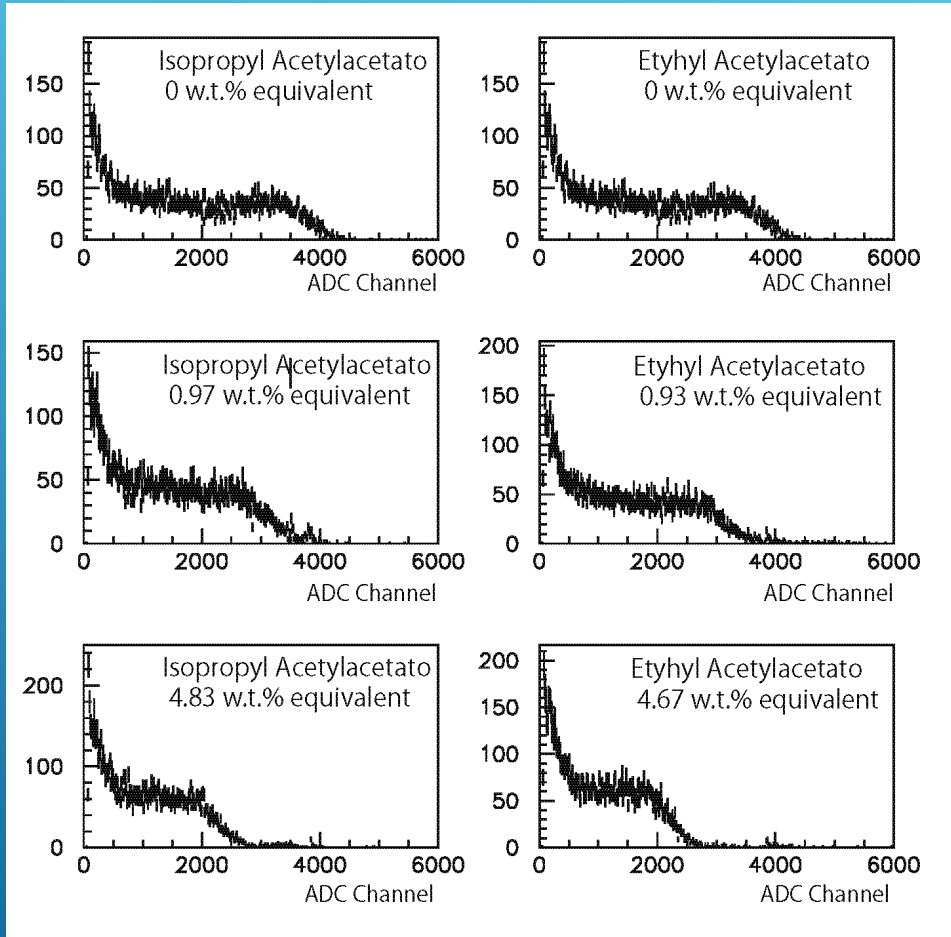 Isopropyl Acetylacetato
0 w.t.% equivalent
150
100
50
0
0 2000 4000 6000
ADC Channel
Etyhyl Acetylacetato
0 w.t.% equivalent
150
100
50
0
0 2000 4000 6000
ADC Channel
Isopropyl Acetylacetato
0.97 w.t.% equivalent
150
100
50
0
0 2000 4000 6000
ADC Channel
Etyhyl Acetylacetato
0.93 w.t.% equivalent
200
150
100
50
0
0 2000 4000 6000
ADC Channel
Isopropyl Acetylacetato
4.83 w.t.% equivalent
200
100
0
0 2000 4000 6000
ADC Channel
Etyhyl Acetylacetato
4.67 w.t.% equivalent
200
150
100
50
0
0 2000 4000 6000
ADC Channel